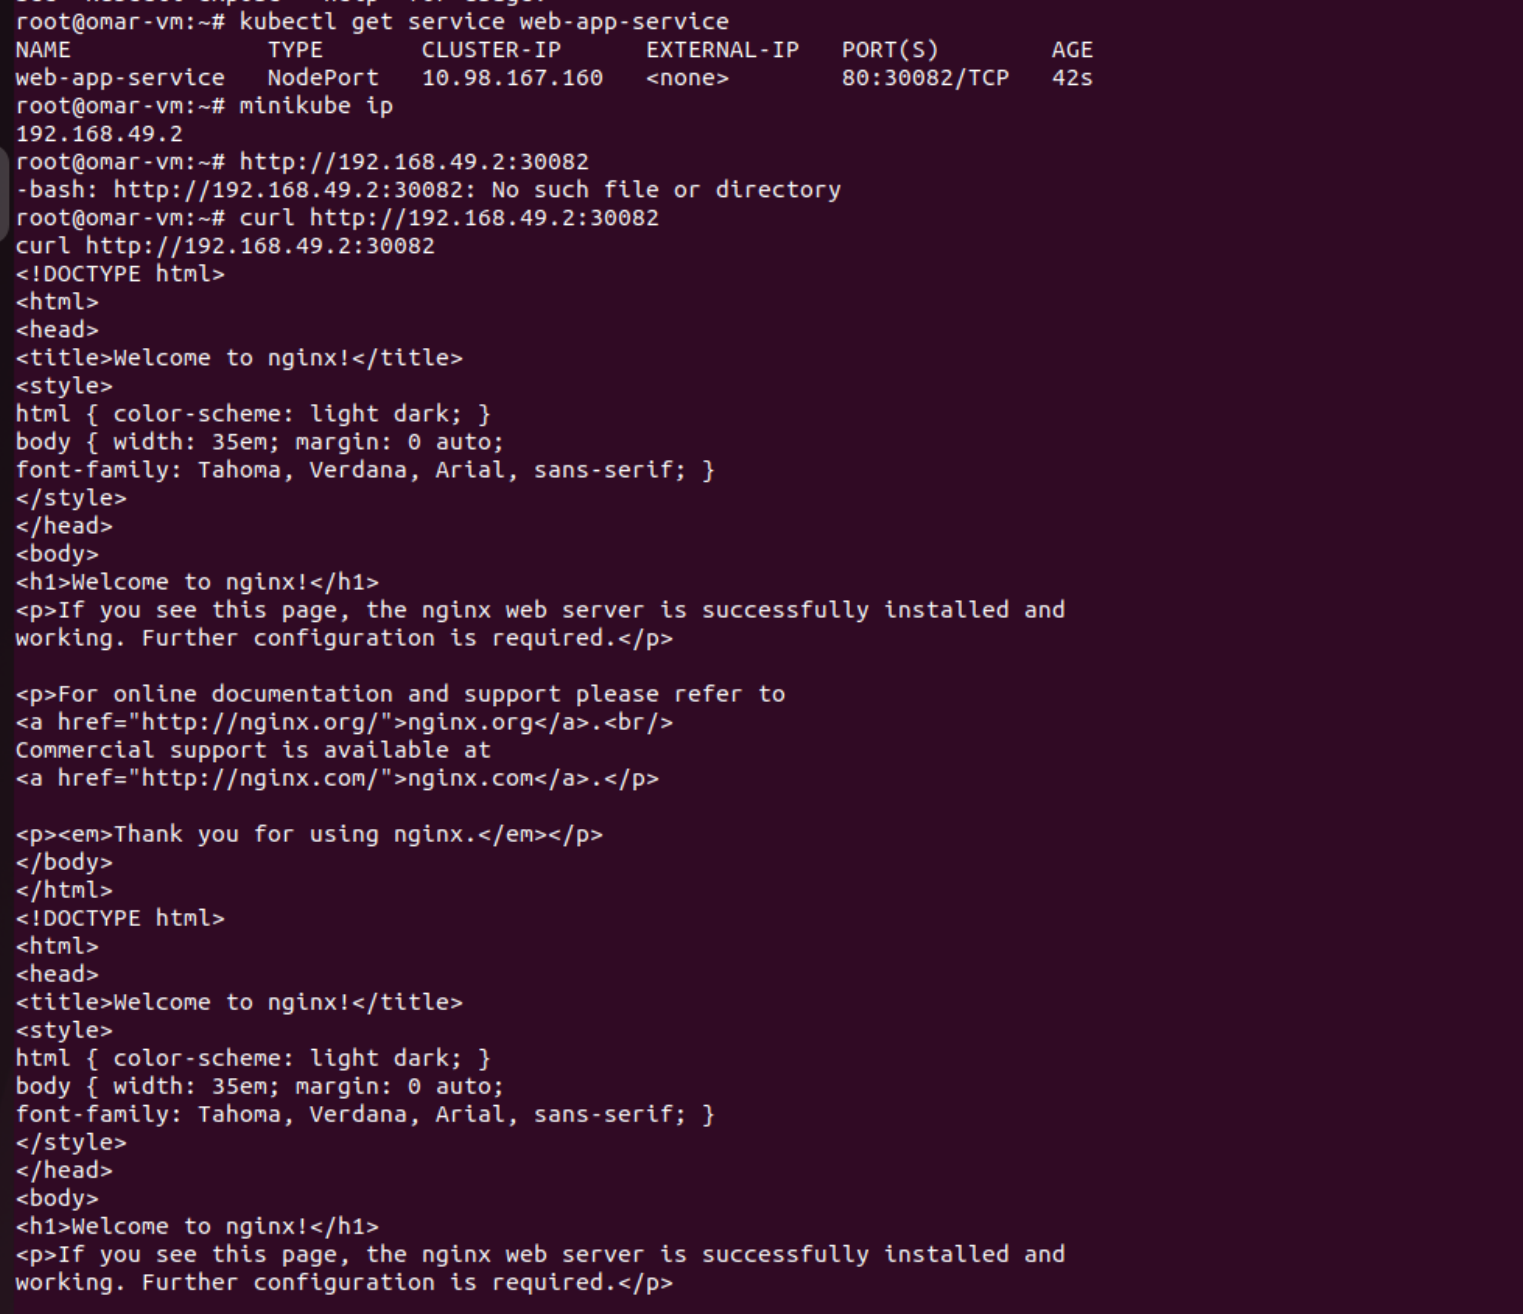 root@omar-vm:~# kubectl get service web-app-service
NAME              TYPE       CLUSTER-IP      EXTERNAL-IP   PORT(S)        AGE
web-app-service   NodePort   10.98.167.160   <none>        80:30082/TCP   42s
root@omar-vm:~# minikube ip
192.168.49.2
root@omar-vm:~# http://192.168.49.2:30082
-bash: http://192.168.49.2:30082: No such file or directory
root@omar-vm:~# curl http://192.168.49.2:30082
curl http://192.168.49.2:30082
<!DOCTYPE html>
<html>
<head>
<title>Welcome to nginx!</title>
<style>
html { color-scheme: light dark; }
body { width: 35em; margin: 0 auto;
font-family: Tahoma, Verdana, Arial, sans-serif; }
</style>
</head>
<body>
<h1>Welcome to nginx!</h1>
<p>If you see this page, the nginx web server is successfully installed and
working. Further configuration is required.</p>

<p>For online documentation and support please refer to
<a href="http://nginx.org/">nginx.org</a>.<br/>
Commercial support is available at
<a href="http://nginx.com/">nginx.com</a>.</p>

<p><em>Thank you for using nginx.</em></p>
</body>
</html>
<!DOCTYPE html>
<html>
<head>
<title>Welcome to nginx!</title>
<style>
html { color-scheme: light dark; }
body { width: 35em; margin: 0 auto;
font-family: Tahoma, Verdana, Arial, sans-serif; }
</style>
</head>
<body>
<h1>Welcome to nginx!</h1>
<p>If you see this page, the nginx web server is successfully installed and
working. Further configuration is required.</p>